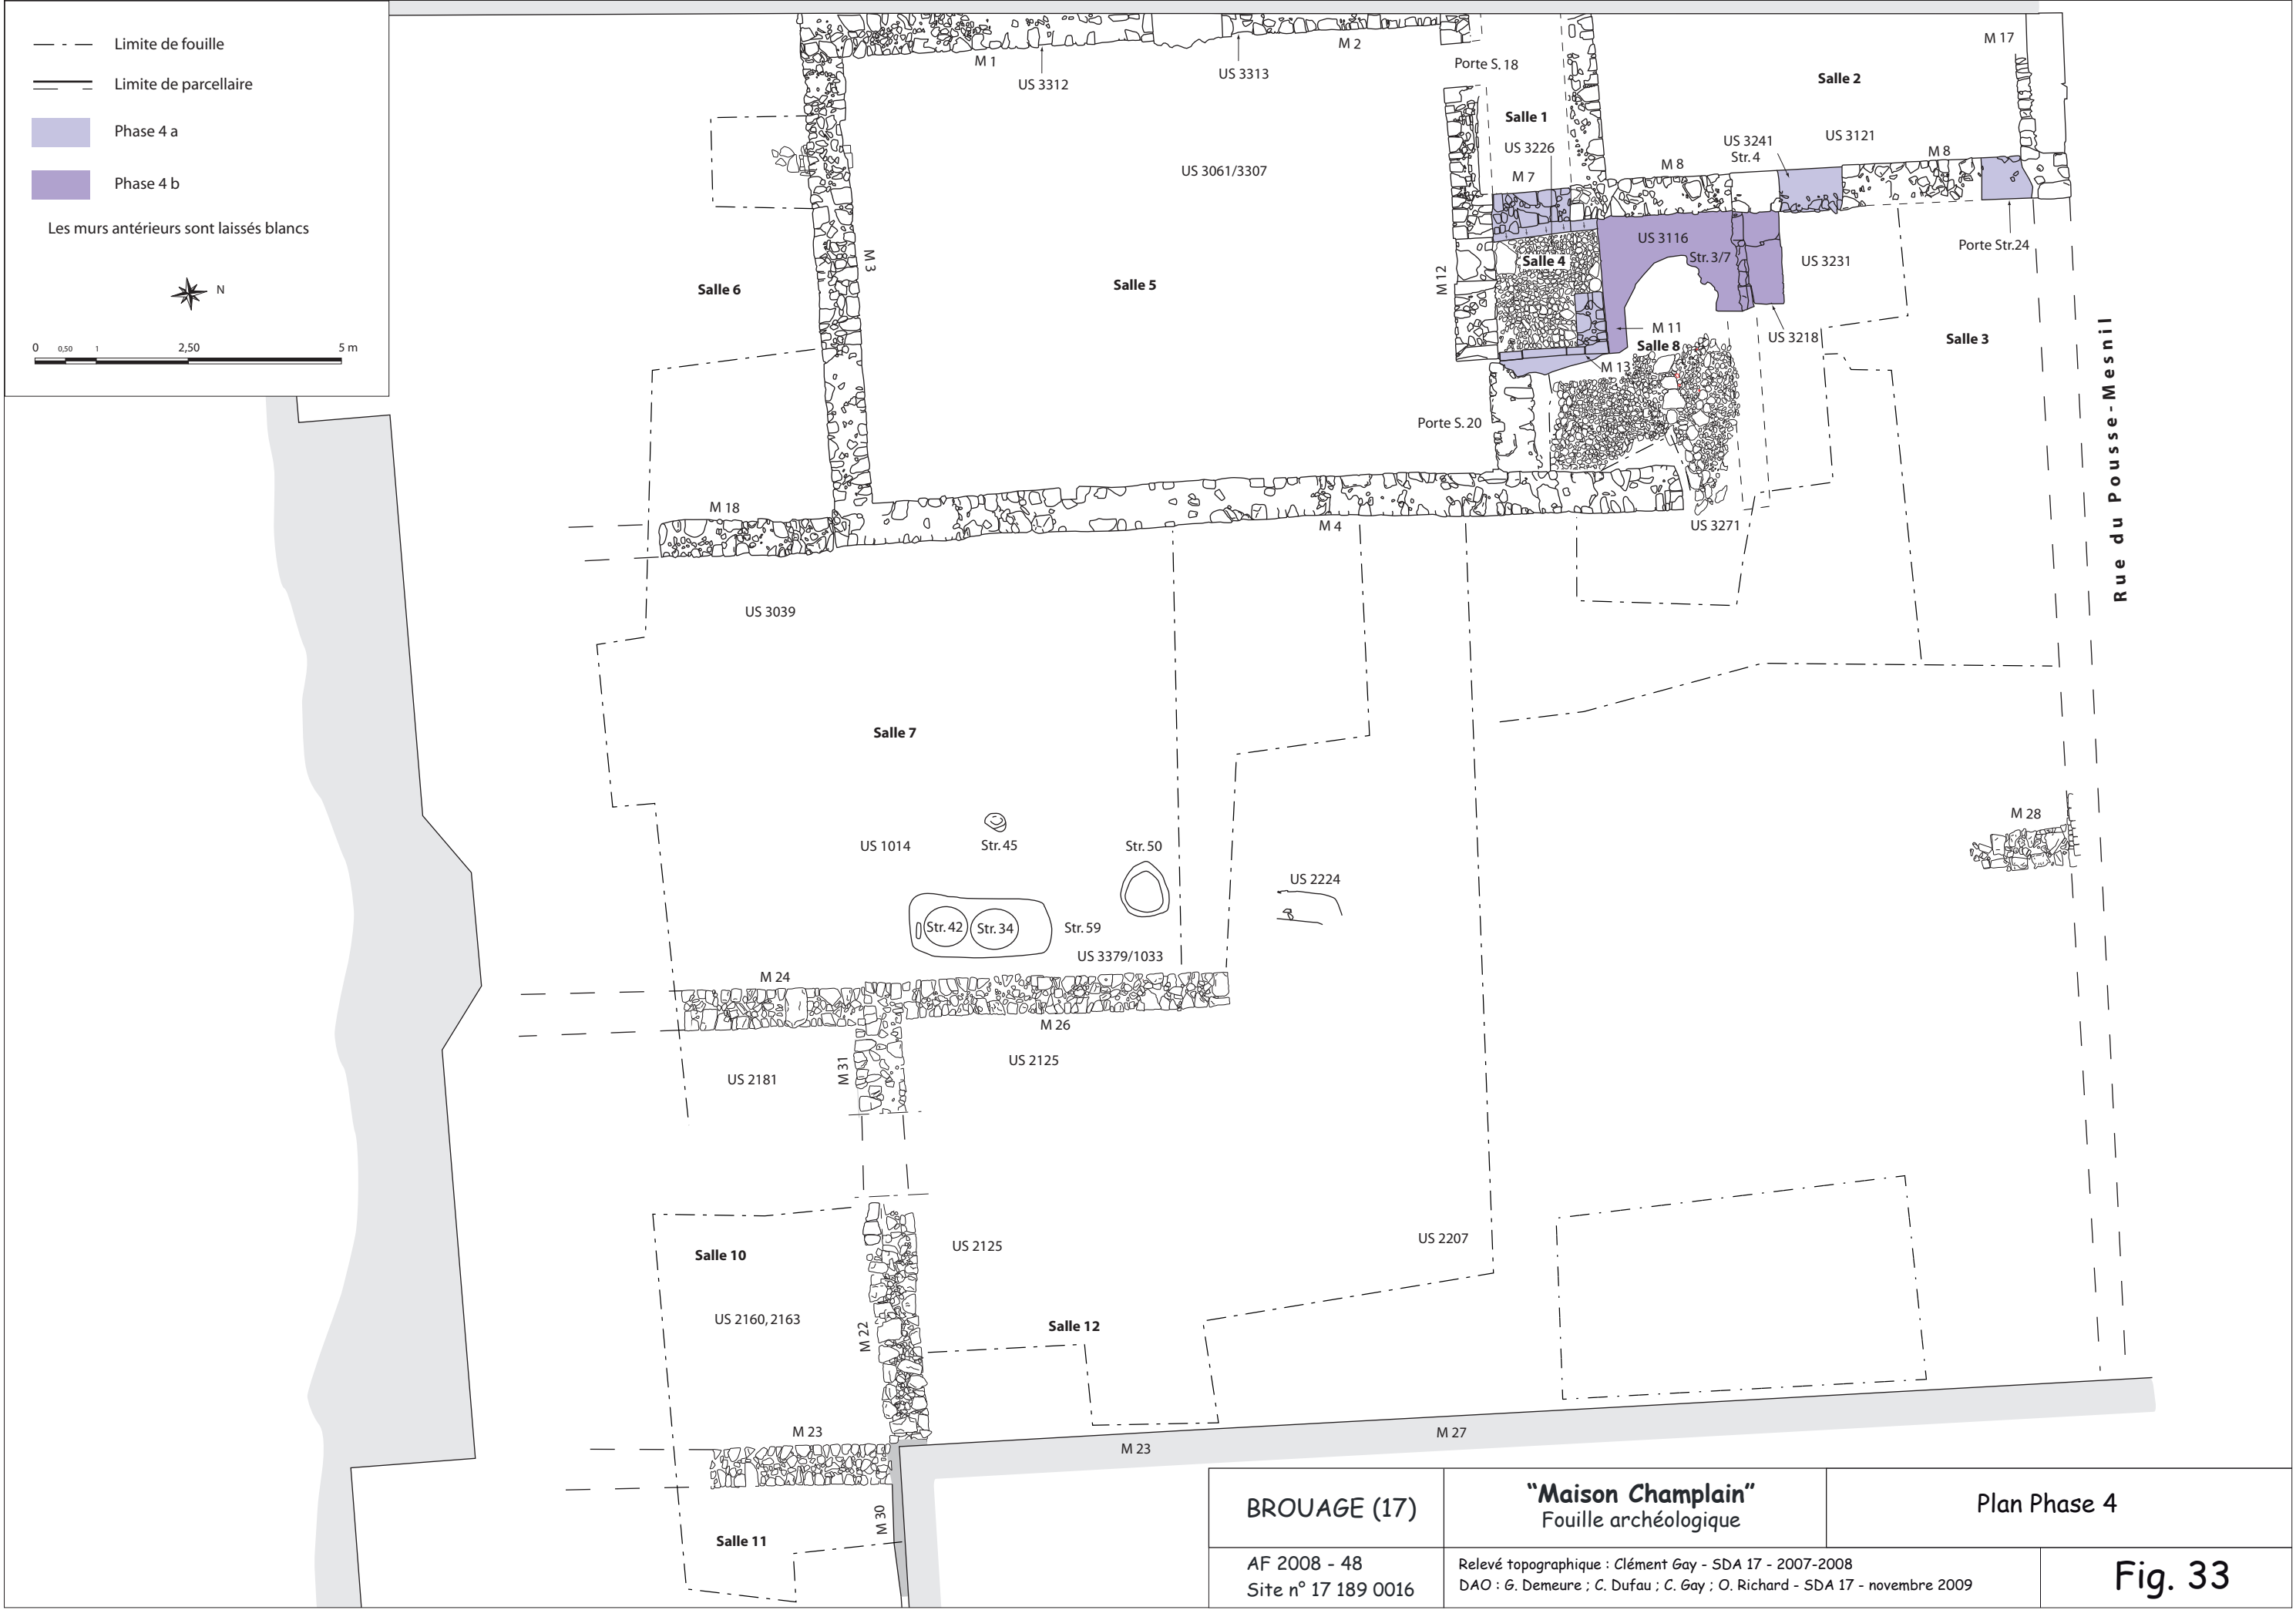 Limite de fouille
Limite de parcellaire
Phase 4 a
Phase 4 b
Les murs antérieurs sont laissés blancs
N
0 0,50 1 2,50 5 m
M 1
US 3312
US 3313
M 2
Porte S. 18
Salle 1
US 3226
M 7
Salle 2
M 17
US 3241
Str. 4
US 3121
M 8
M 8
Porte Str.24
US 3061/3307
M 3
Salle 6
Salle 5
M 12
Salle 4
US 3116
Str. 3/7
US 3231
M 11
US 3218
Salle 8
Salle 3
M 13
Porte S. 20
Rue du Pousse-Mesnil
M 18
M 4
US 3271
US 3039
Salle 7
US 1014
Str. 45
Str. 50
M 28
US 2224
Str. 42
Str. 34
Str. 59
US 3379/1033
M 24
M 26
M 31
US 2125
US 2181
Salle 10
US 2125
US 2207
US 2160, 2163
M 22
Salle 12
M 23
M 23
M 27
M 30
Salle 11
BROUAGE (17)
“Maison Champlain”
Fouille archéologique
Plan Phase 4
AF 2008 - 48
Site n° 17 189 0016
Relevé topographique : Clément Gay - SDA 17 - 2007-2008
DAO : G. Demeure ; C. Dufau ; C. Gay ; O. Richard - SDA 17 - novembre 2009
Fig. 33